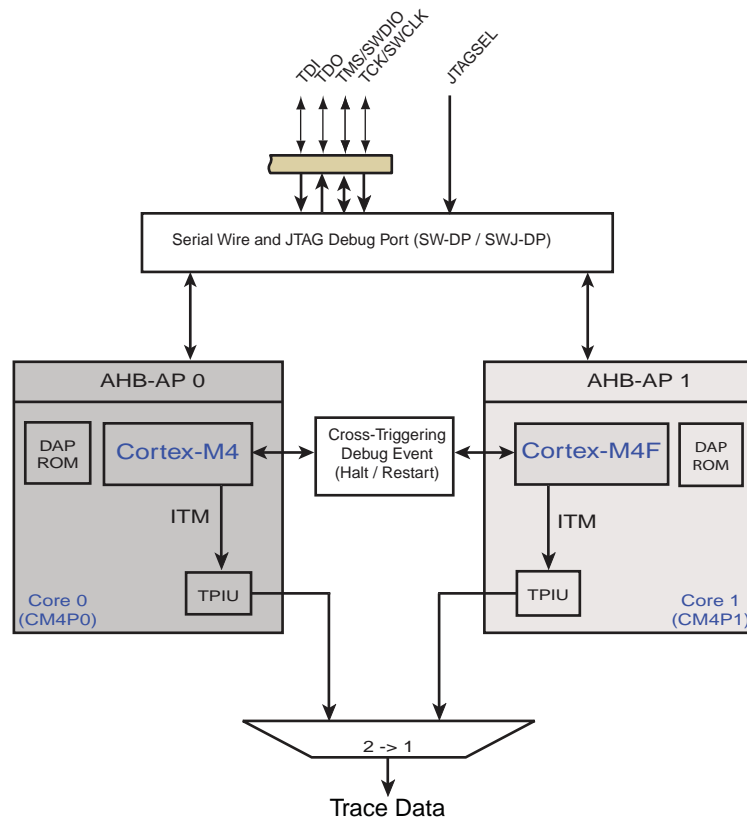 TDI
TDO
TMS/SWDIO
TCK/SWCLK
JTAGSEL
Serial Wire and JTAG Debug Port (SW-DP / SWJ-DP)
AHB-AP 0
DAP
ROM
Cortex-M4
ITM
TPIU
Core 0
(CM4P0)
Cross-Triggering
Debug Event
(Halt / Restart)
AHB-AP 1
Cortex-M4F
DAP
ROM
ITM
TPIU
Core 1
(CM4P1)
2 -> 1
Trace Data